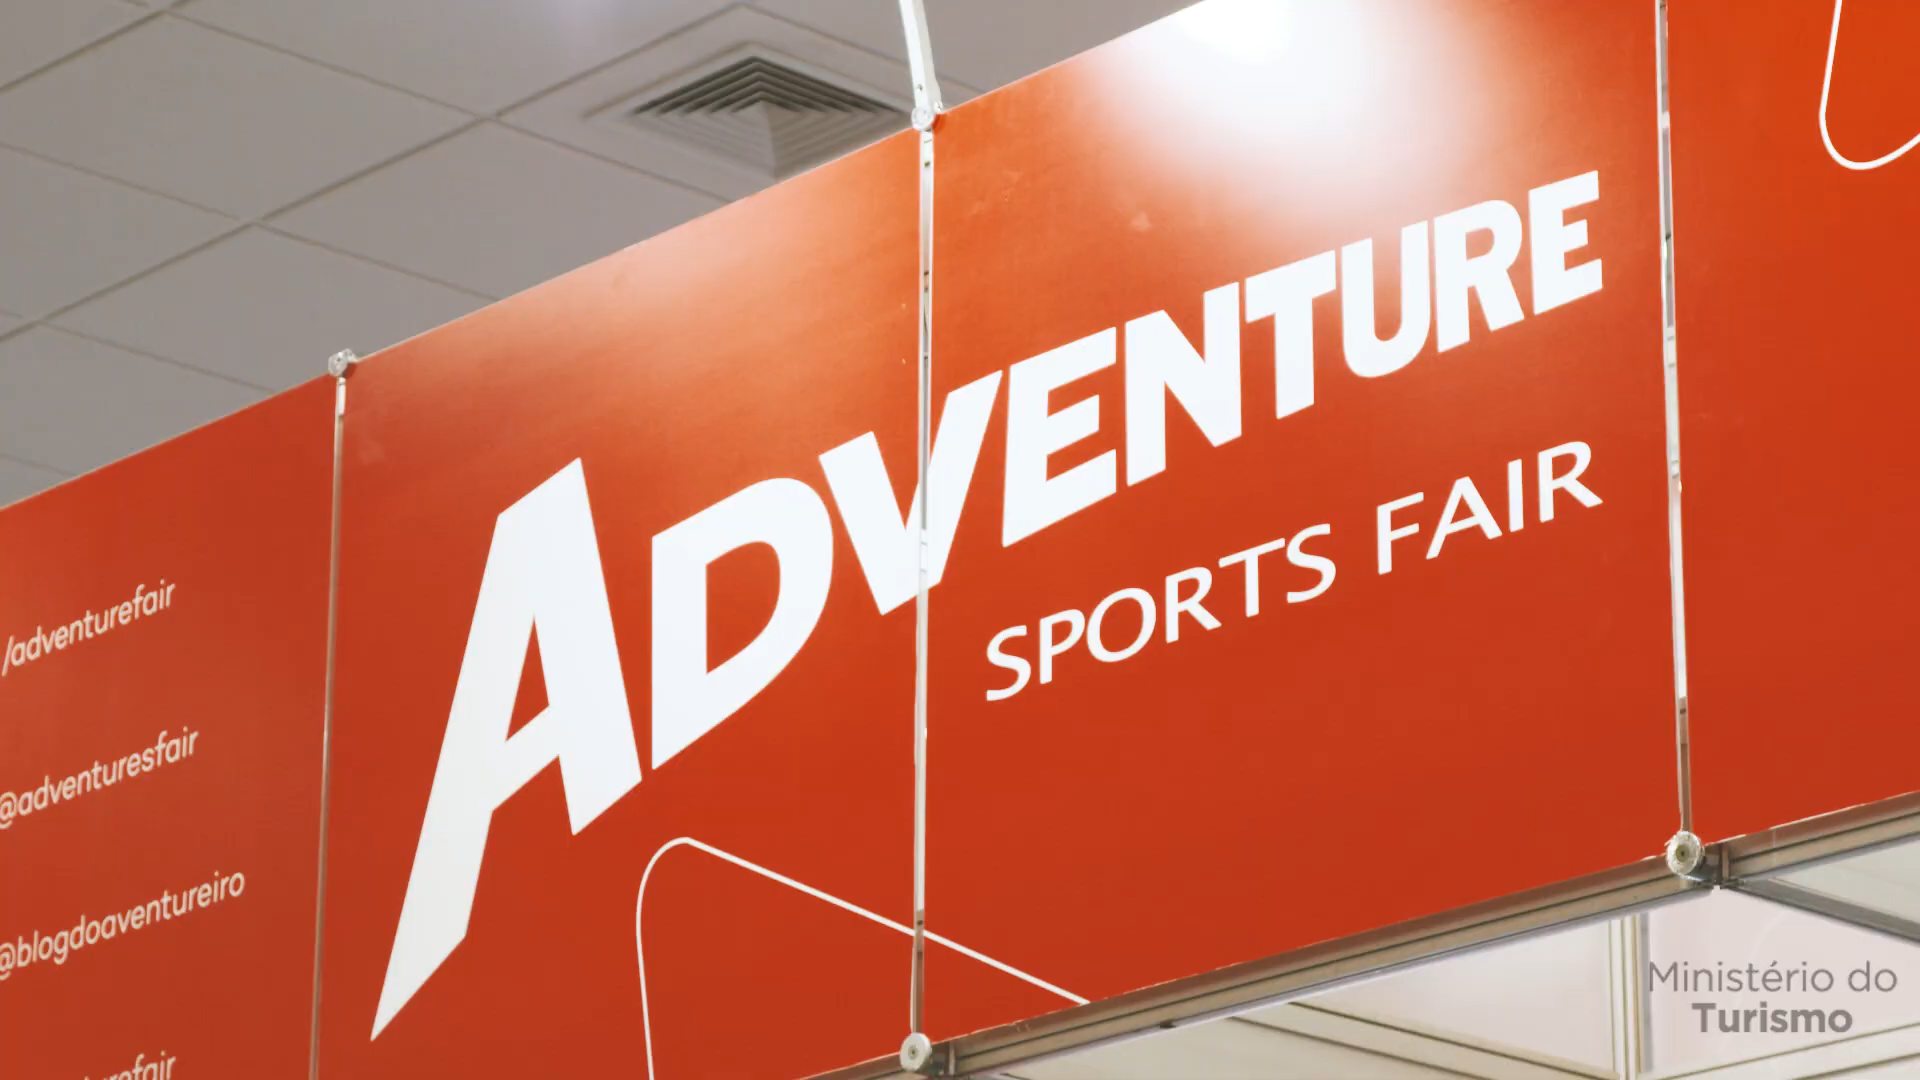 /adventurefair
@adventuresfair
@blogdoaventureiro
ADVENTURE
SPORTS FAIR
Ministério do
Turismo